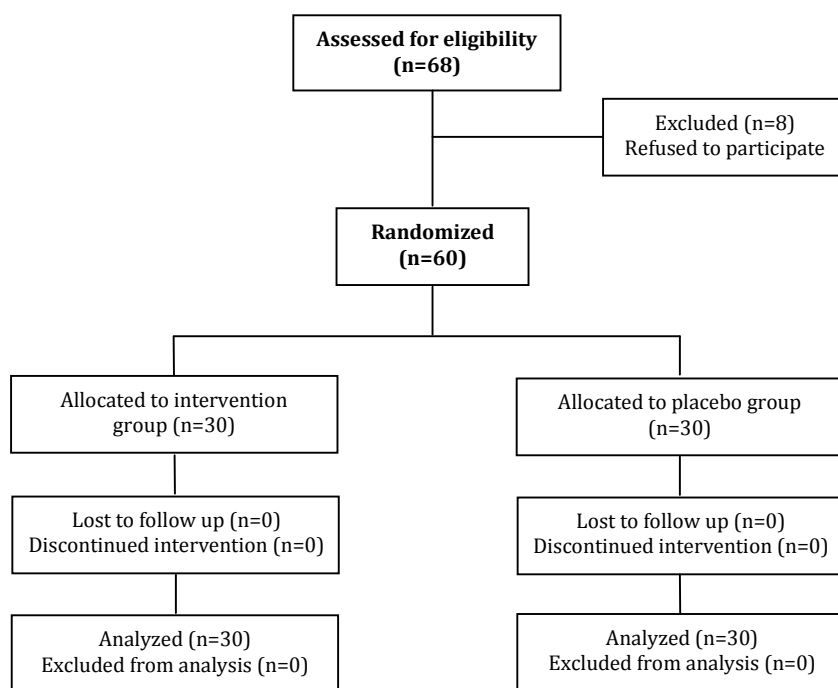 Assessed for eligibility
(n=68)
Excluded (n=8)
Refused to participate
Randomized
(n=60)
Allocated to intervention
group (n=30)
Allocated to placebo group
(n=30)
Lost to follow up (n=0)
Discontinued intervention (n=0)
Lost to follow up (n=0)
Discontinued intervention (n=0)
Analyzed (n=30)
Excluded from analysis (n=0)
Analyzed (n=30)
Excluded from analysis (n=0)